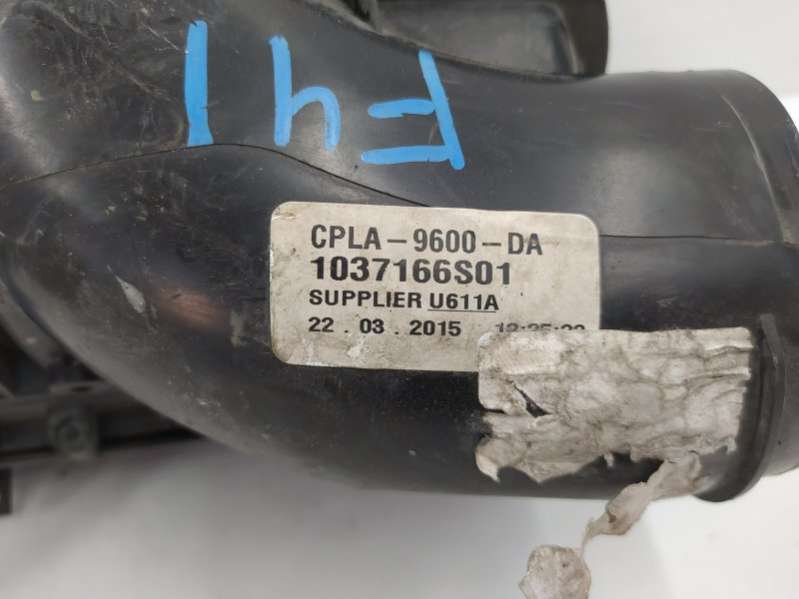 F41
CPLA-9600-DA
1037166S01
SUPPLIER U611A
22.03.2015